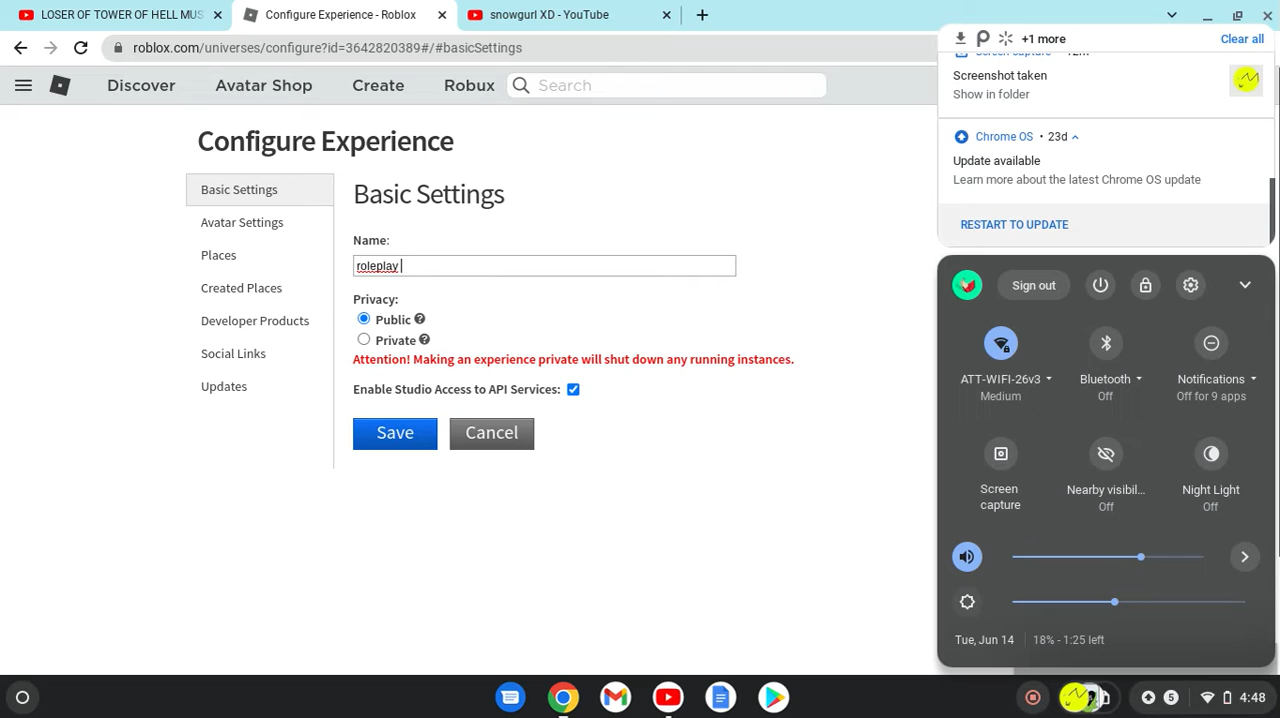 LOSER OF TOWER OF HELL MUS
Configure Experience - Roblox
snowgurl XD - YouTube
roblox.com/universes/configure?id=3642820389#/#basicSettings
Discover
Avatar Shop
Create
Robux
Search
Configure Experience
Basic Settings
Avatar Settings
Places
Created Places
Developer Products
Social Links
Updates
Basic Settings
Name:
roleplay
Privacy:
Public
Private
Attention! Making an experience private will shut down any running instances.
Enable Studio Access to API Services:
Save
Cancel
+1 more
Clear all
Screen capture • 12m
Screenshot taken
Show in folder
Chrome OS • 23d
Update available
Learn more about the latest Chrome OS update
RESTART TO UPDATE
Sign out
ATT-WIFI-26v3
Medium
Bluetooth
Off
Notifications
Off for 9 apps
Screen
capture
Nearby visibil...
Off
Night Light
Off
Tue, Jun 14
18% - 1:25 left
5
4:48